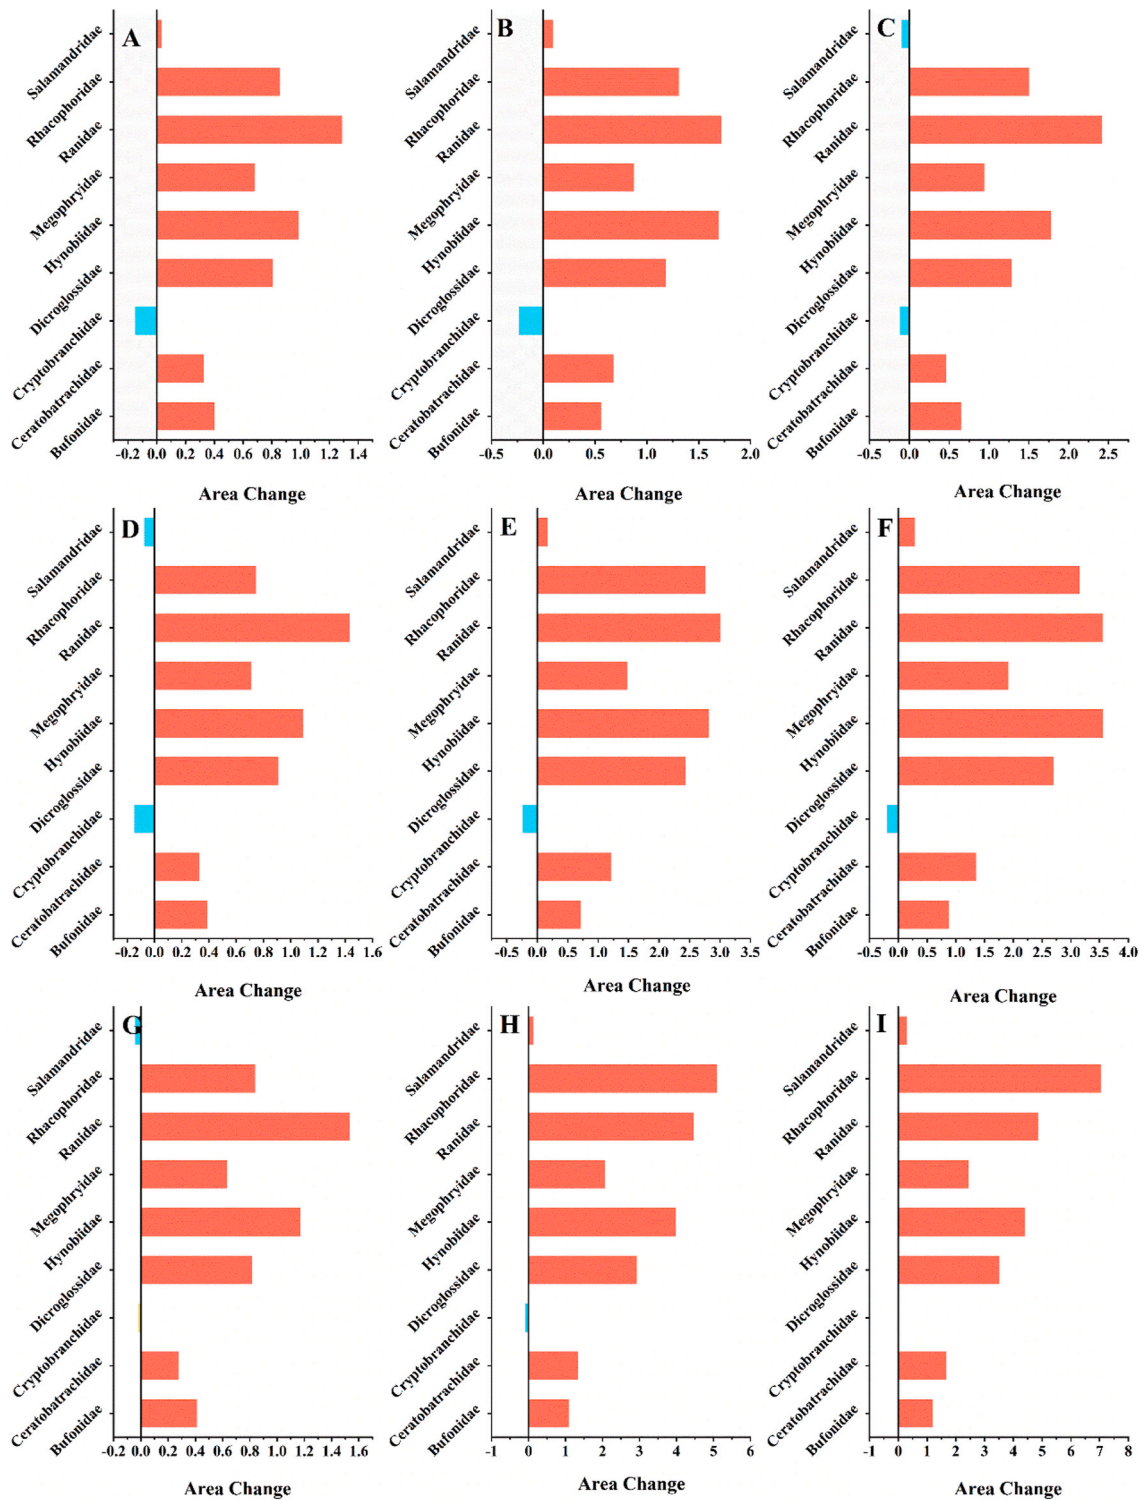 A
Salamandridae
Rhacophoridae
Ranidae
Megophryidae
Hynobiidae
Dicroglossidae
Cryptobranchidae
Ceratobatrachidae
Bufonidae
-0.2 0.0 0.2 0.4 0.6 0.8 1.0 1.2 1.4
Area Change
B
Salamandridae
Rhacophoridae
Ranidae
Megophryidae
Hynobiidae
Dicroglossidae
Cryptobranchidae
Ceratobatrachidae
Bufonidae
-0.5 0.0 0.5 1.0 1.5 2.0
Area Change
C
Salamandridae
Rhacophoridae
Ranidae
Megophryidae
Hynobiidae
Dicroglossidae
Cryptobranchidae
Ceratobatrachidae
Bufonidae
-0.5 0.0 0.5 1.0 1.5 2.0 2.5
Area Change
D
Salamandridae
Rhacophoridae
Ranidae
Megophryidae
Hynobiidae
Dicroglossidae
Cryptobranchidae
Ceratobatrachidae
Bufonidae
-0.2 0.0 0.2 0.4 0.6 0.8 1.0 1.2 1.4 1.6
Area Change
E
Salamandridae
Rhacophoridae
Ranidae
Megophryidae
Hynobiidae
Dicroglossidae
Cryptobranchidae
Ceratobatrachidae
Bufonidae
-0.5 0.0 0.5 1.0 1.5 2.0 2.5 3.0 3.5
Area Change
F
Salamandridae
Rhacophoridae
Ranidae
Megophryidae
Hynobiidae
Dicroglossidae
Cryptobranchidae
Ceratobatrachidae
Bufonidae
-0.5 0.0 0.5 1.0 1.5 2.0 2.5 3.0 3.5 4.0
Area Change
G
Salamandridae
Rhacophoridae
Ranidae
Megophryidae
Hynobiidae
Dicroglossidae
Cryptobranchidae
Ceratobatrachidae
Bufonidae
-0.2 0.0 0.2 0.4 0.6 0.8 1.0 1.2 1.4 1.6
Area Change
H
Salamandridae
Rhacophoridae
Ranidae
Megophryidae
Hynobiidae
Dicroglossidae
Cryptobranchidae
Ceratobatrachidae
Bufonidae
-1 0 1 2 3 4 5 6
Area Change
I
Salamandridae
Rhacophoridae
Ranidae
Megophryidae
Hynobiidae
Dicroglossidae
Cryptobranchidae
Ceratobatrachidae
Bufonidae
-1 0 1 2 3 4 5 6 7 8
Area Change